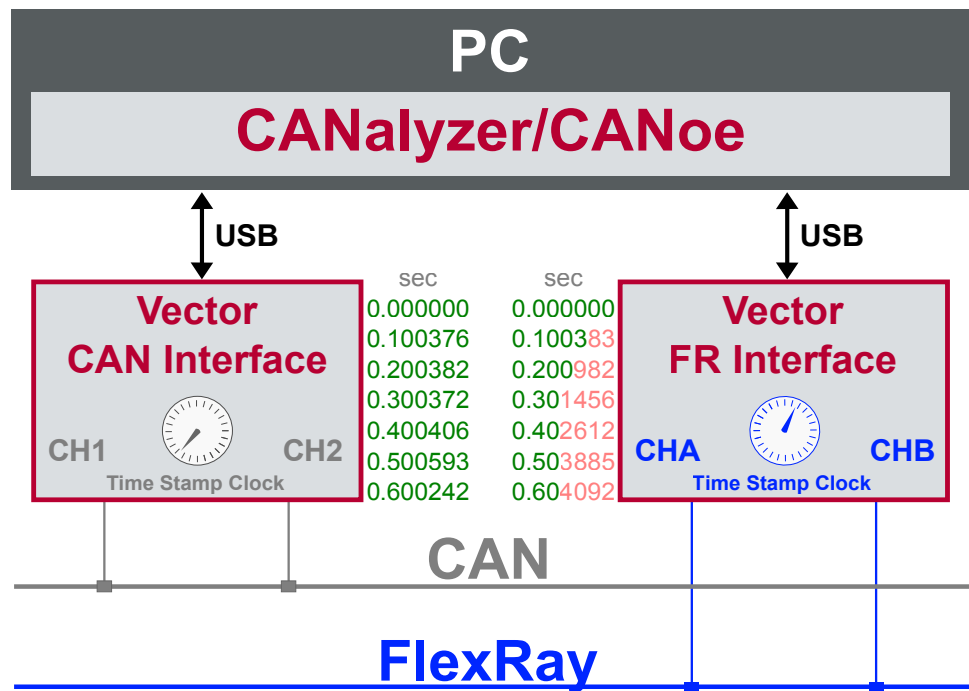 PC
CANalyzer/CANoe
USB
USB
sec
sec
Vector
CAN Interface
CH1
CH2
Time Stamp Clock
0.000000
0.100376
0.200382
0.300372
0.400406
0.500593
0.600242
0.000000
0.100383
0.200982
0.301456
0.402612
0.503885
0.604092
Vector
FR Interface
CHA
CHB
Time Stamp Clock
CAN
FlexRay